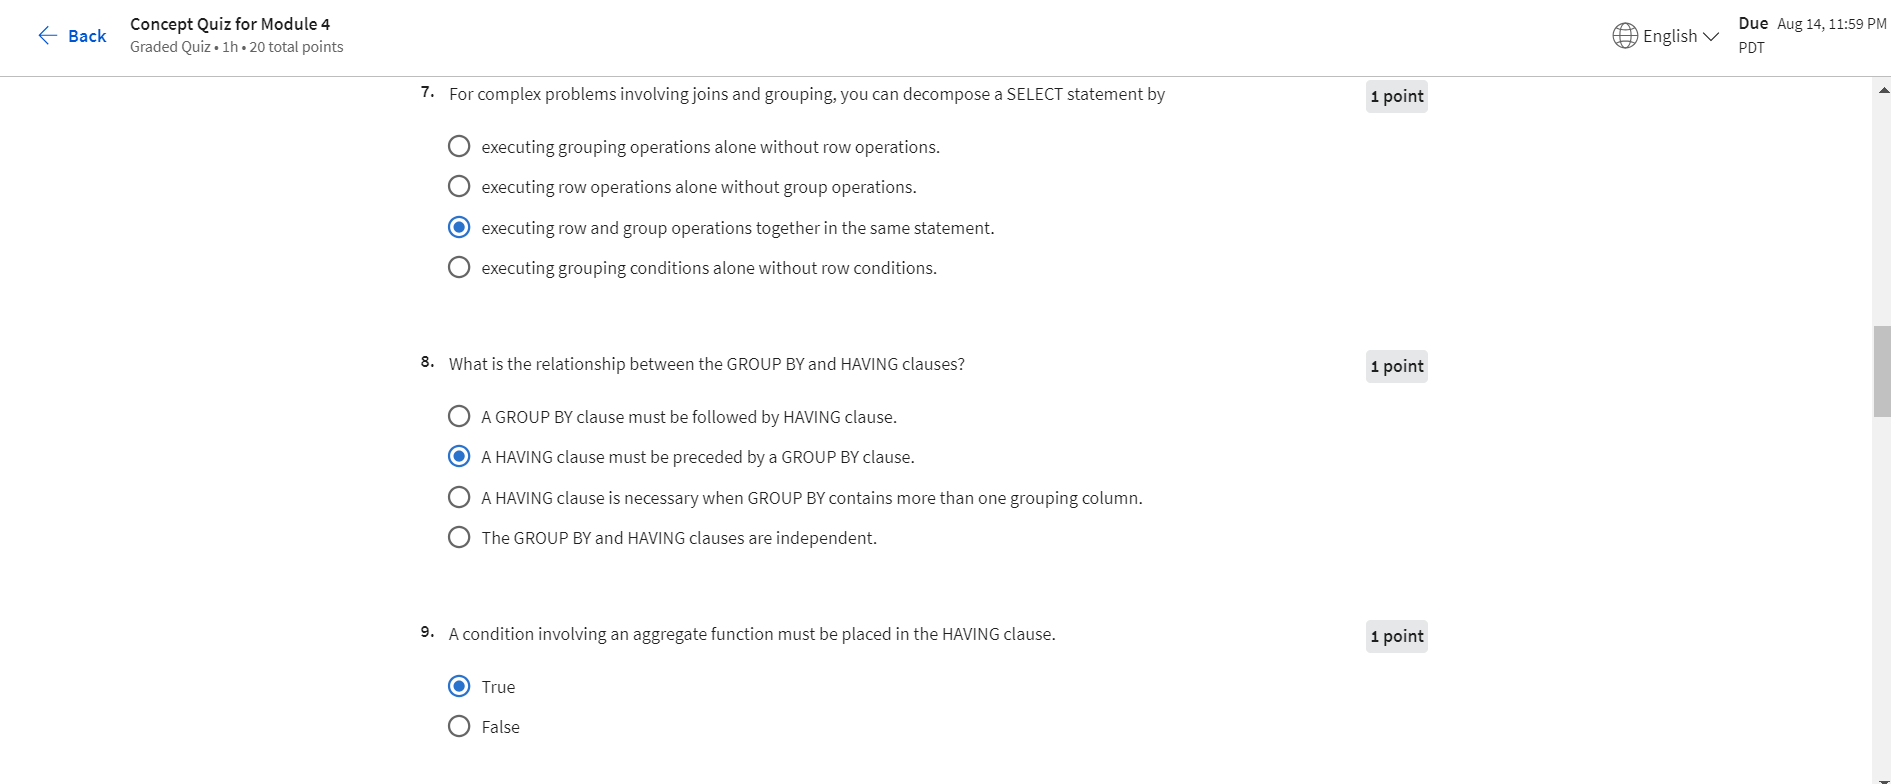 Back
Concept Quiz for Module 4
Graded Quiz • 1h • 20 total points
English
Due Aug 14, 11:59 PM
PDT
7. For complex problems involving joins and grouping, you can decompose a SELECT statement by
1 point
executing grouping operations alone without row operations.
executing row operations alone without group operations.
executing row and group operations together in the same statement.
executing grouping conditions alone without row conditions.
8. What is the relationship between the GROUP BY and HAVING clauses?
1 point
A GROUP BY clause must be followed by HAVING clause.
A HAVING clause must be preceded by a GROUP BY clause.
A HAVING clause is necessary when GROUP BY contains more than one grouping column.
The GROUP BY and HAVING clauses are independent.
9. A condition involving an aggregate function must be placed in the HAVING clause.
1 point
True
False